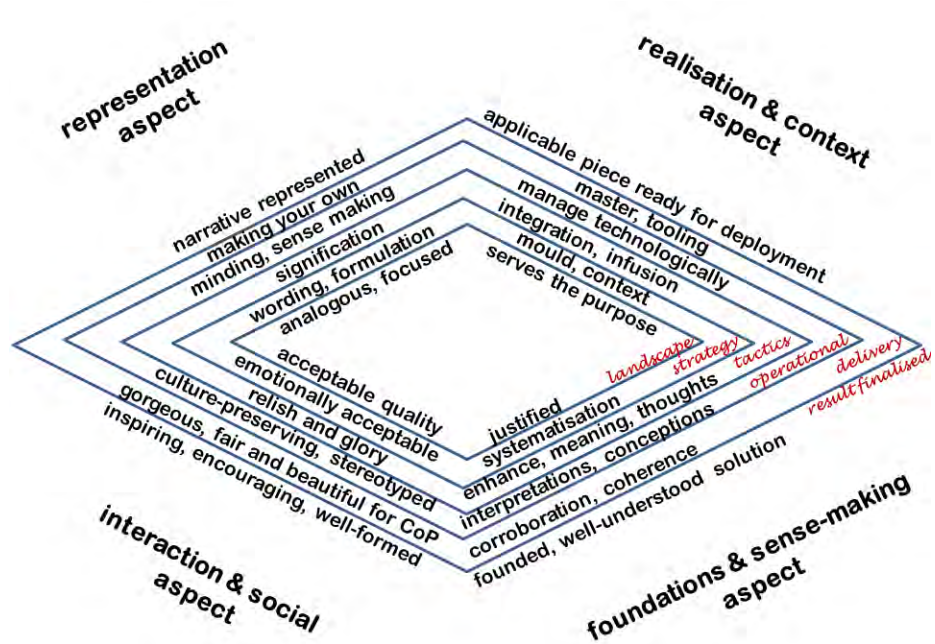 representation
aspect
realisation & context
aspect
narrative represented
making your own
minding, sense making
signification
wording, formulation
analogous, focused
applicable piece ready for deployment
master, tooling
manage technologically
integration, infusion
mould, context
serves the purpose
landscape
strategy
tactics
operational
delivery
result finalised
acceptable quality
emotionally acceptable
relish and glory
culture-preserving, stereotyped
gorgeous, fair and beautiful for CoP
inspiring, encouraging, well-formed
justified
systematisation
enhance, meaning, thoughts
interpretations, conceptions
corroboration, coherence
founded, well-understood solution
interaction & social
aspect
foundations & sense-making
aspect